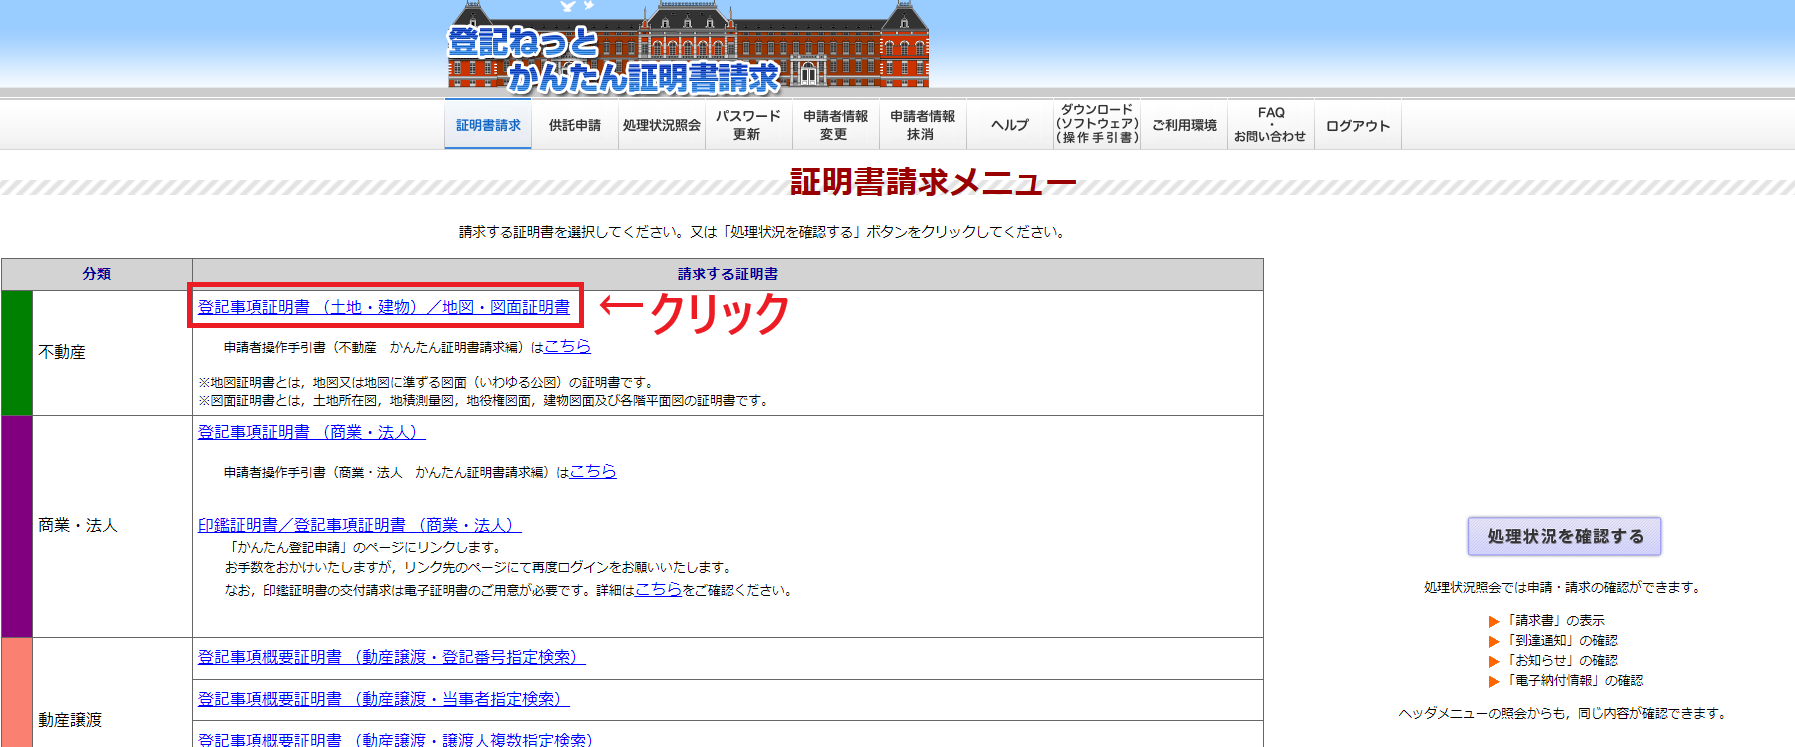 登記ねっと
かんたん証明書請求
証明書請求
供託申請
処理状況照会
パスワード
更新
申請者情報
変更
申請者情報
抹消
ヘルプ
ダウンロード
(ソフトウェア)
(操作手引書)
ご利用環境
FAQ
・
お問い合わせ
ログアウト
証明書請求メニュー
請求する証明書を選択してください。又は「処理状況を確認する」ボタンをクリックしてください。
分類
請求する証明書
不動産
登記事項証明書 （土地・建物）／地図・図面証明書
←クリック
申請者操作手引書（不動産　かんたん証明書請求編）はこちら
※地図証明書とは，地図又は地図に準ずる図面（いわゆる公図）の証明書です。
※図面証明書とは，土地所在図，地積測量図，地役権図面，建物図面及び各階平面図の証明書です。
商業・法人
登記事項証明書 （商業・法人）
申請者操作手引書（商業・法人　かんたん証明書請求編）はこちら
印鑑証明書／登記事項証明書 （商業・法人）
「かんたん登記申請」のページにリンクします。
お手数をおかけいたしますが，リンク先のページにて再度ログインをお願いいたします。
なお，印鑑証明書の交付請求は電子証明書のご用意が必要です。詳細はこちらをご確認ください。
動産譲渡
登記事項概要証明書 （動産譲渡・登記番号指定検索）
登記事項概要証明書 （動産譲渡・当事者指定検索）
登記事項概要証明書 （動産譲渡・譲渡人複数指定検索）
処理状況を確認する
処理状況照会では申請・請求の確認ができます。
「請求書」の表示
「到達通知」の確認
「お知らせ」の確認
「電子納付情報」の確認
ヘッダメニューの照会からも，同じ内容が確認できます。